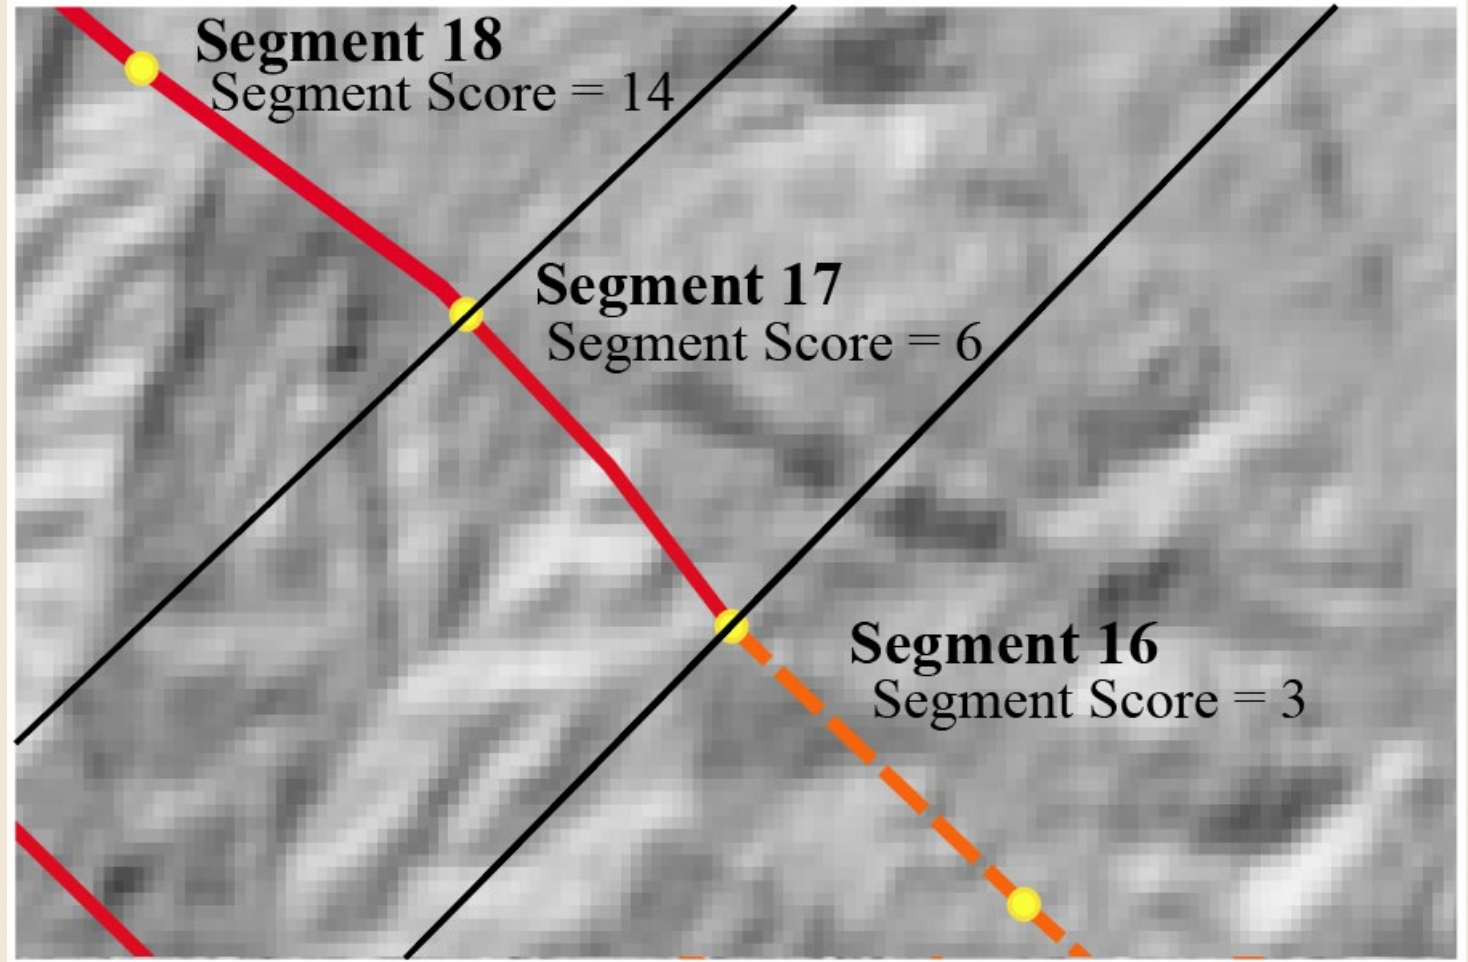 Segment 18
Segment Score = 14
Segment 17
Segment Score = 6
Segment 16
Segment Score = 3